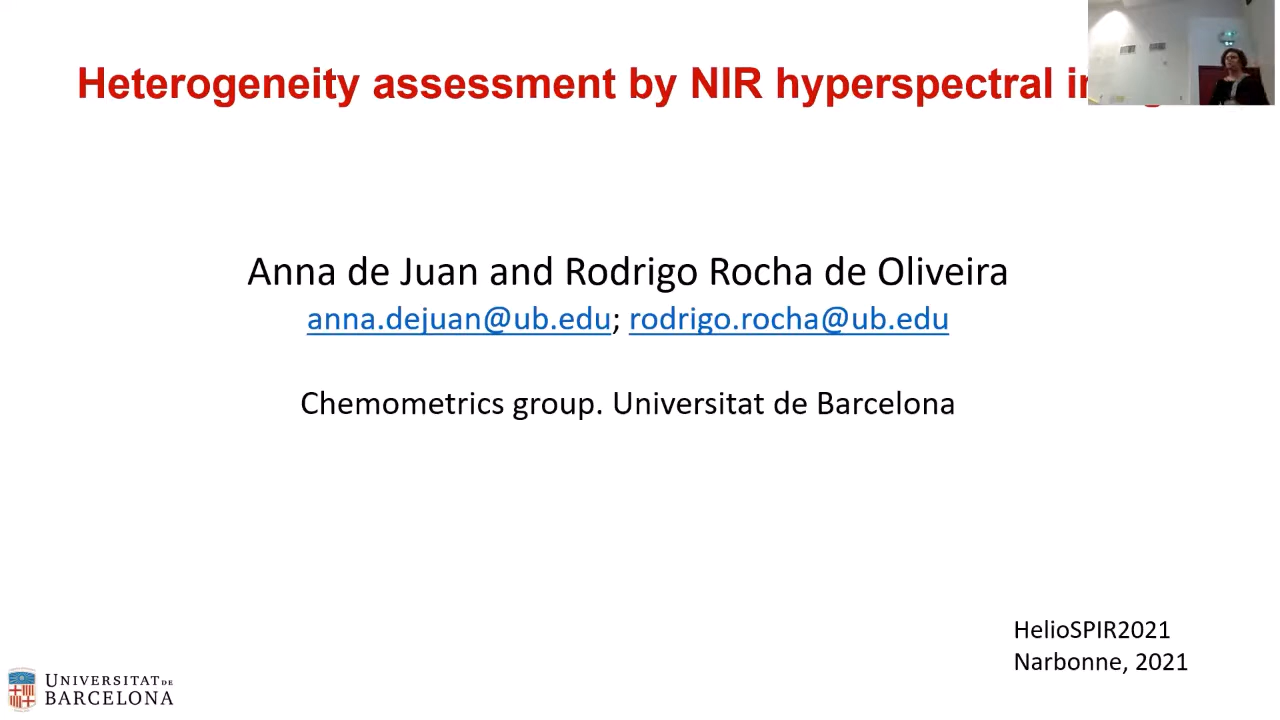 Heterogeneity assessment by NIR hyperspectral
Anna de Juan and Rodrigo Rocha de Oliveira
anna.dejuan@ub.edu; rodrigo.rocha@ub.edu
Chemometrics group. Universitat de Barcelona
HelioSPIR2021
Narbonne, 2021
UNIVERSITAT DE
BARCELONA